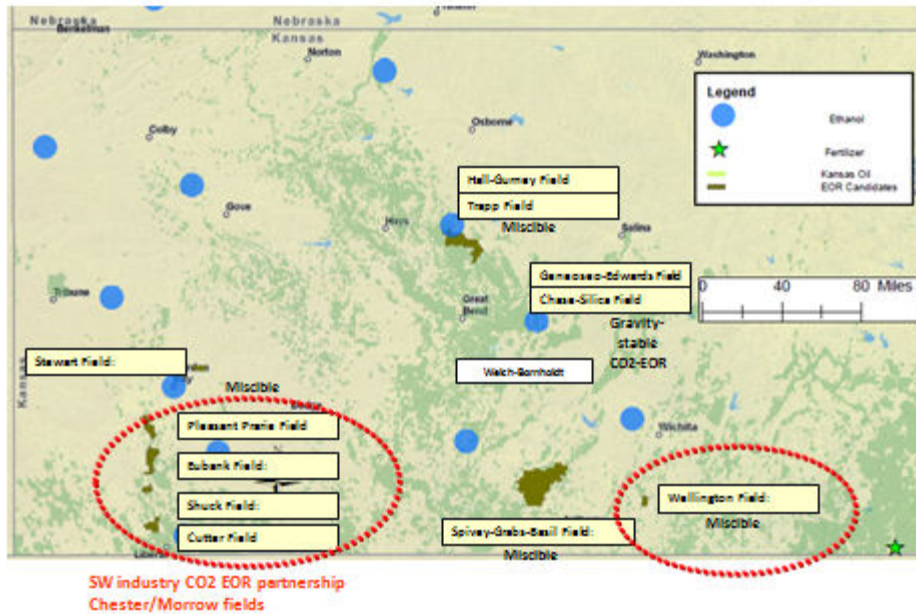 Nebraska
Nebraska
Kansas
Norton
Washington
Legend
Ethanol
Fertilizer
Kansas Oil
EOR Candidates
Colby
Osborne
Hall-Gurney Field
Trapp Field
Miscible
Gove
Hays
Salina
Geneoseo-Edwards Field
Chase-Silica Field
0 40 80 Miles
Tribune
Great
Bend
Gravity-
stable
CO2-EOR
Stewart Field:
Welch-Bornholdt
Kansas
Miscible
Pleasant Prarie Field
Wichita
Eubank Field:
Shuck Field:
Wellington Field:
Miscible
Cutter Field
Spivey-Grabs-Basil Field:
Miscible
SW industry CO2 EOR partnership
Chester/Morrow fields